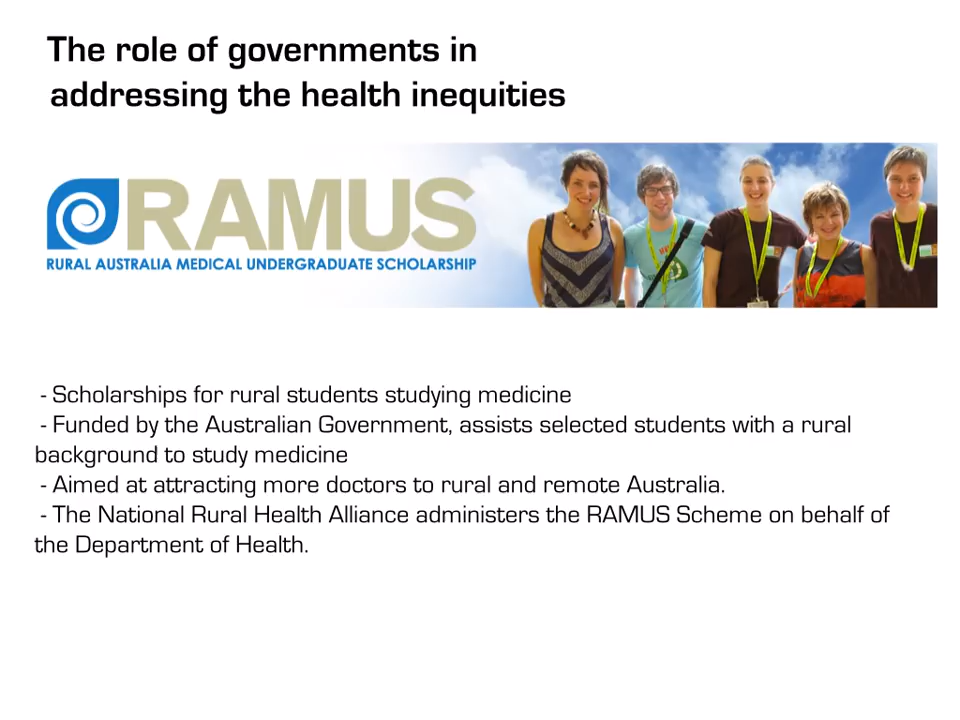 The role of governments in
addressing the health inequities
RAMUS
RURAL AUSTRALIA MEDICAL UNDERGRADUATE SCHOLARSHIP
- Scholarships for rural students studying medicine
- Funded by the Australian Government, assists selected students with a rural
background to study medicine
- Aimed at attracting more doctors to rural and remote Australia.
- The National Rural Health Alliance administers the RAMUS Scheme on behalf of
the Department of Health.